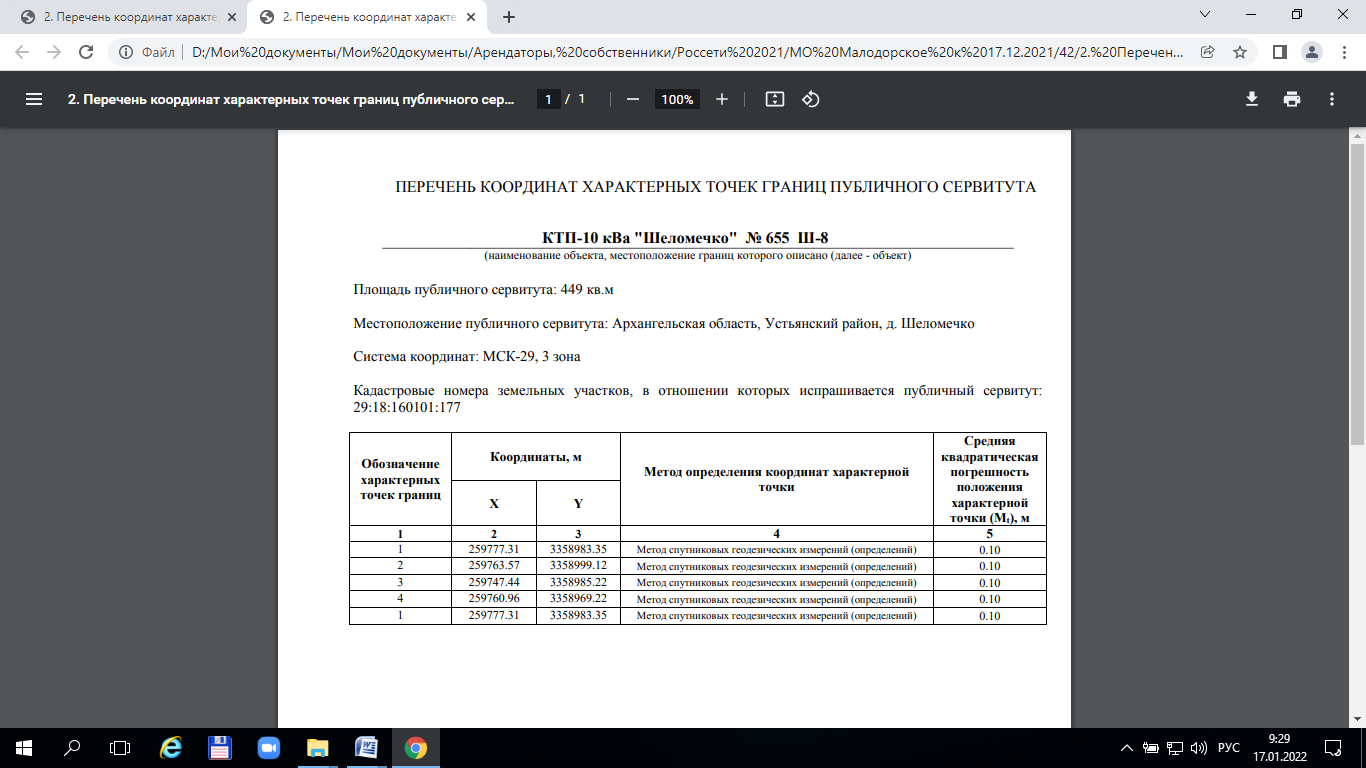 2. Перечень координат характе
2. Перечень координат характе
Файл
D:/Мои%20документы/Мои%20документы/Арендаторы,%20собственники/Россети%202021/МО%20Малодорское%20к%2017.12.2021/42/2.%20Перечен...
2. Перечень координат характерных точек границ публичного сер...
1 / 1
100%
ПЕРЕЧЕНЬ КООРДИНАТ ХАРАКТЕРНЫХ ТОЧЕК ГРАНИЦ ПУБЛИЧНОГО СЕРВИТУТА
КТП-10 кВа "Шеломечко" № 655 Ш-8
(наименование объекта, местоположение границ которого описано (далее - объект)
Площадь публичного сервитута: 449 кв.м
Местоположение публичного сервитута: Архангельская область, Устьянский район, д. Шеломечко
Система координат: МСК-29, 3 зона
Кадастровые номера земельных участков, в отношении которых испрашивается публичный сервитут:
29:18:160101:177
Обозначение
характерных
точек границ
Координаты, м
X
Y
Метод определения координат характерной
точки
Средняя
квадратическая
погрешность
положения
характерной
точки (Mt), м
1 2 3 4 5
1 259777.31 3358983.35 Метод спутниковых геодезических измерений (определений) 0.10
2 259763.57 3358999.12 Метод спутниковых геодезических измерений (определений) 0.10
3 259747.44 3358985.22 Метод спутниковых геодезических измерений (определений) 0.10
4 259760.96 3358969.22 Метод спутниковых геодезических измерений (определений) 0.10
1 259777.31 3358983.35 Метод спутниковых геодезических измерений (определений) 0.10
РУС
9:29
17.01.2022